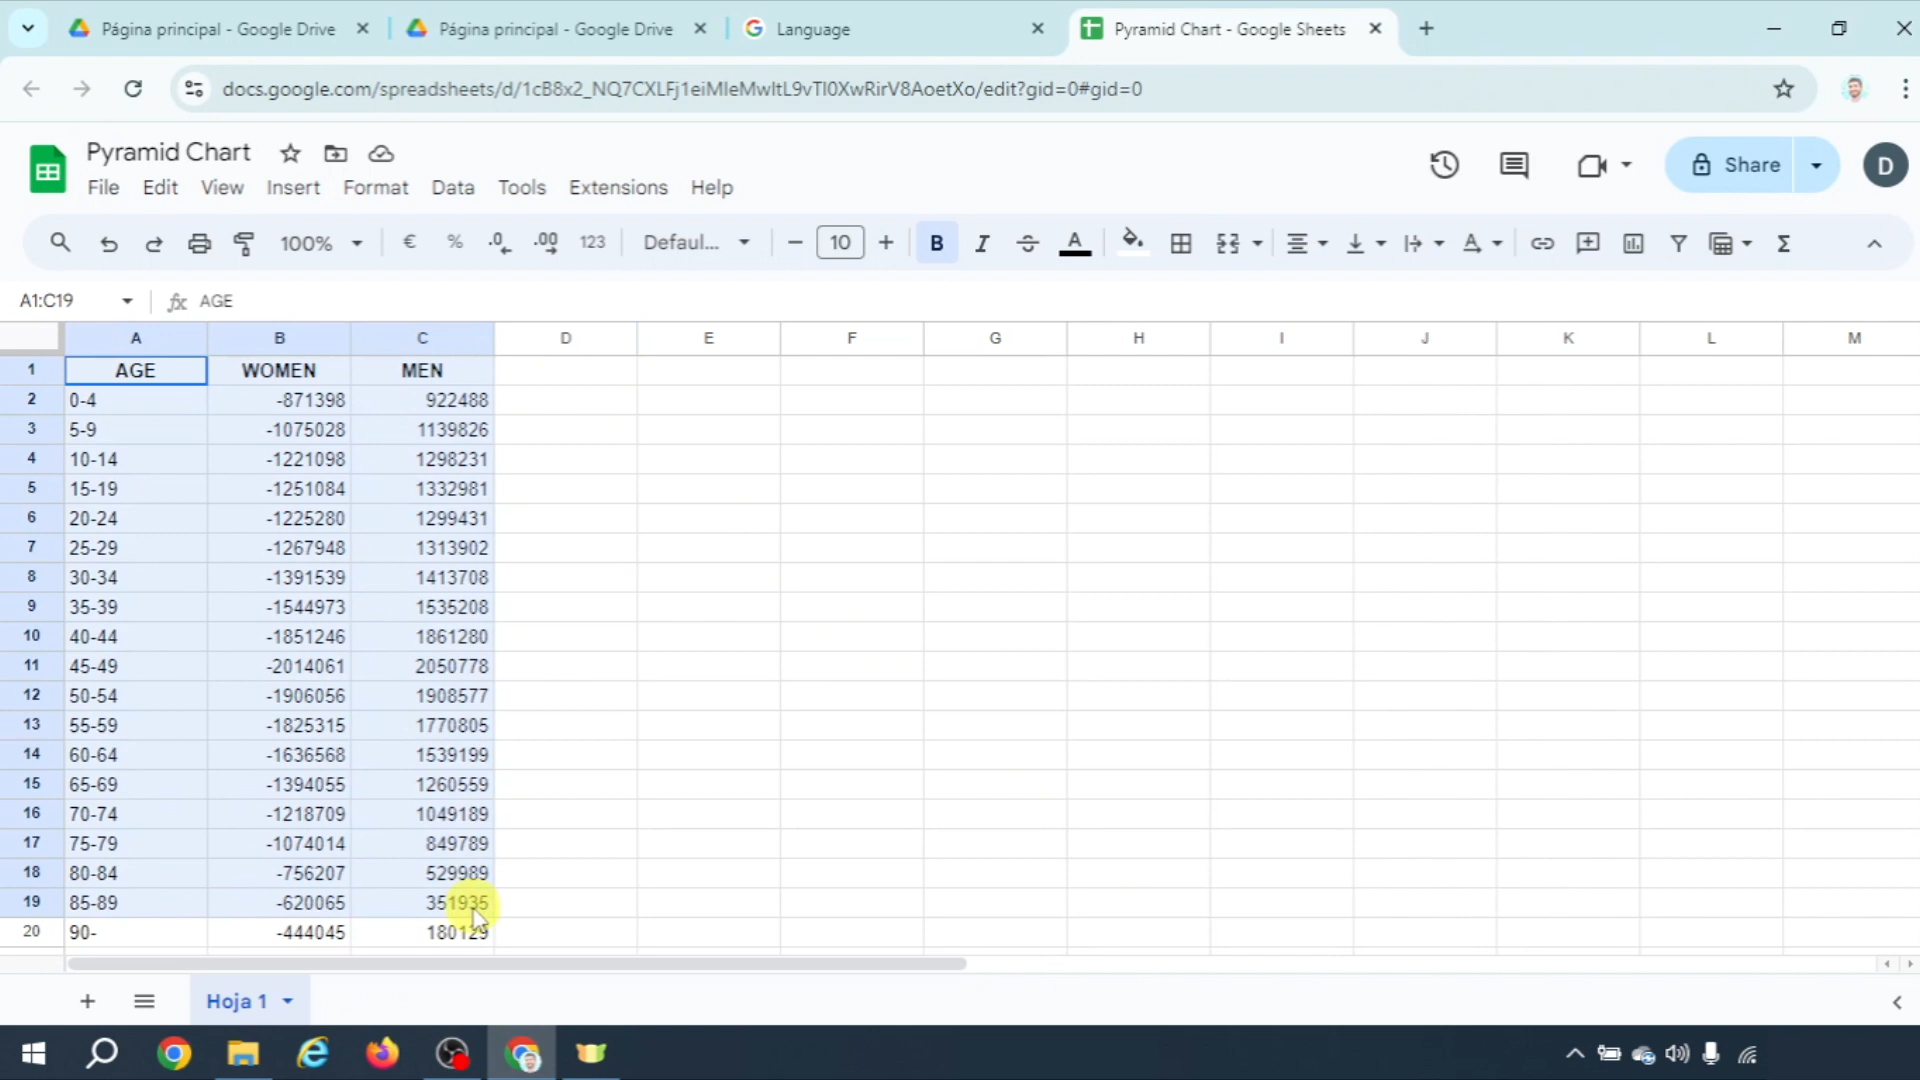 Página principal - Google Drive
Página principal - Google Drive
Language
Pyramid Chart - Google Sheets
docs.google.com/spreadsheets/d/1cB8x2_NQ7CXLFj1eiMleMwltL9vTl0XwRirV8AoetXo/edit?gid=0#gid=0
Pyramid Chart
File Edit View Insert Format Data Tools Extensions Help
Share
D
100% € % .0 .00 123 Defaul... 10 B I A Σ
A1:C19 fx AGE
A B C D E F G H I J K L M
1 AGE WOMEN MEN
2 0-4 -871398 922488
3 5-9 -1075028 1139826
4 10-14 -1221098 1298231
5 15-19 -1251084 1332981
6 20-24 -1225280 1299431
7 25-29 -1267948 1313902
8 30-34 -1391539 1413708
9 35-39 -1544973 1535208
10 40-44 -1851246 1861280
11 45-49 -2014061 2050778
12 50-54 -1906056 1908577
13 55-59 -1825315 1770805
14 60-64 -1636568 1539199
15 65-69 -1394055 1260559
16 70-74 -1218709 1049189
17 75-79 -1074014 849789
18 80-84 -756207 529989
19 85-89 -620065 351935
20 90- -444045 180129
Hoja 1